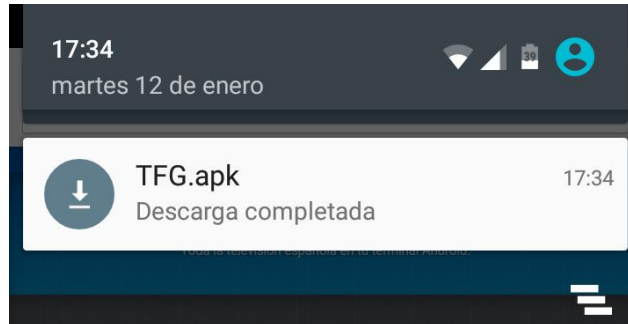 17:34
martes 12 de enero
39
TFG.apk
17:34
Descarga completada
Toda la televisión española en tu terminal Android.